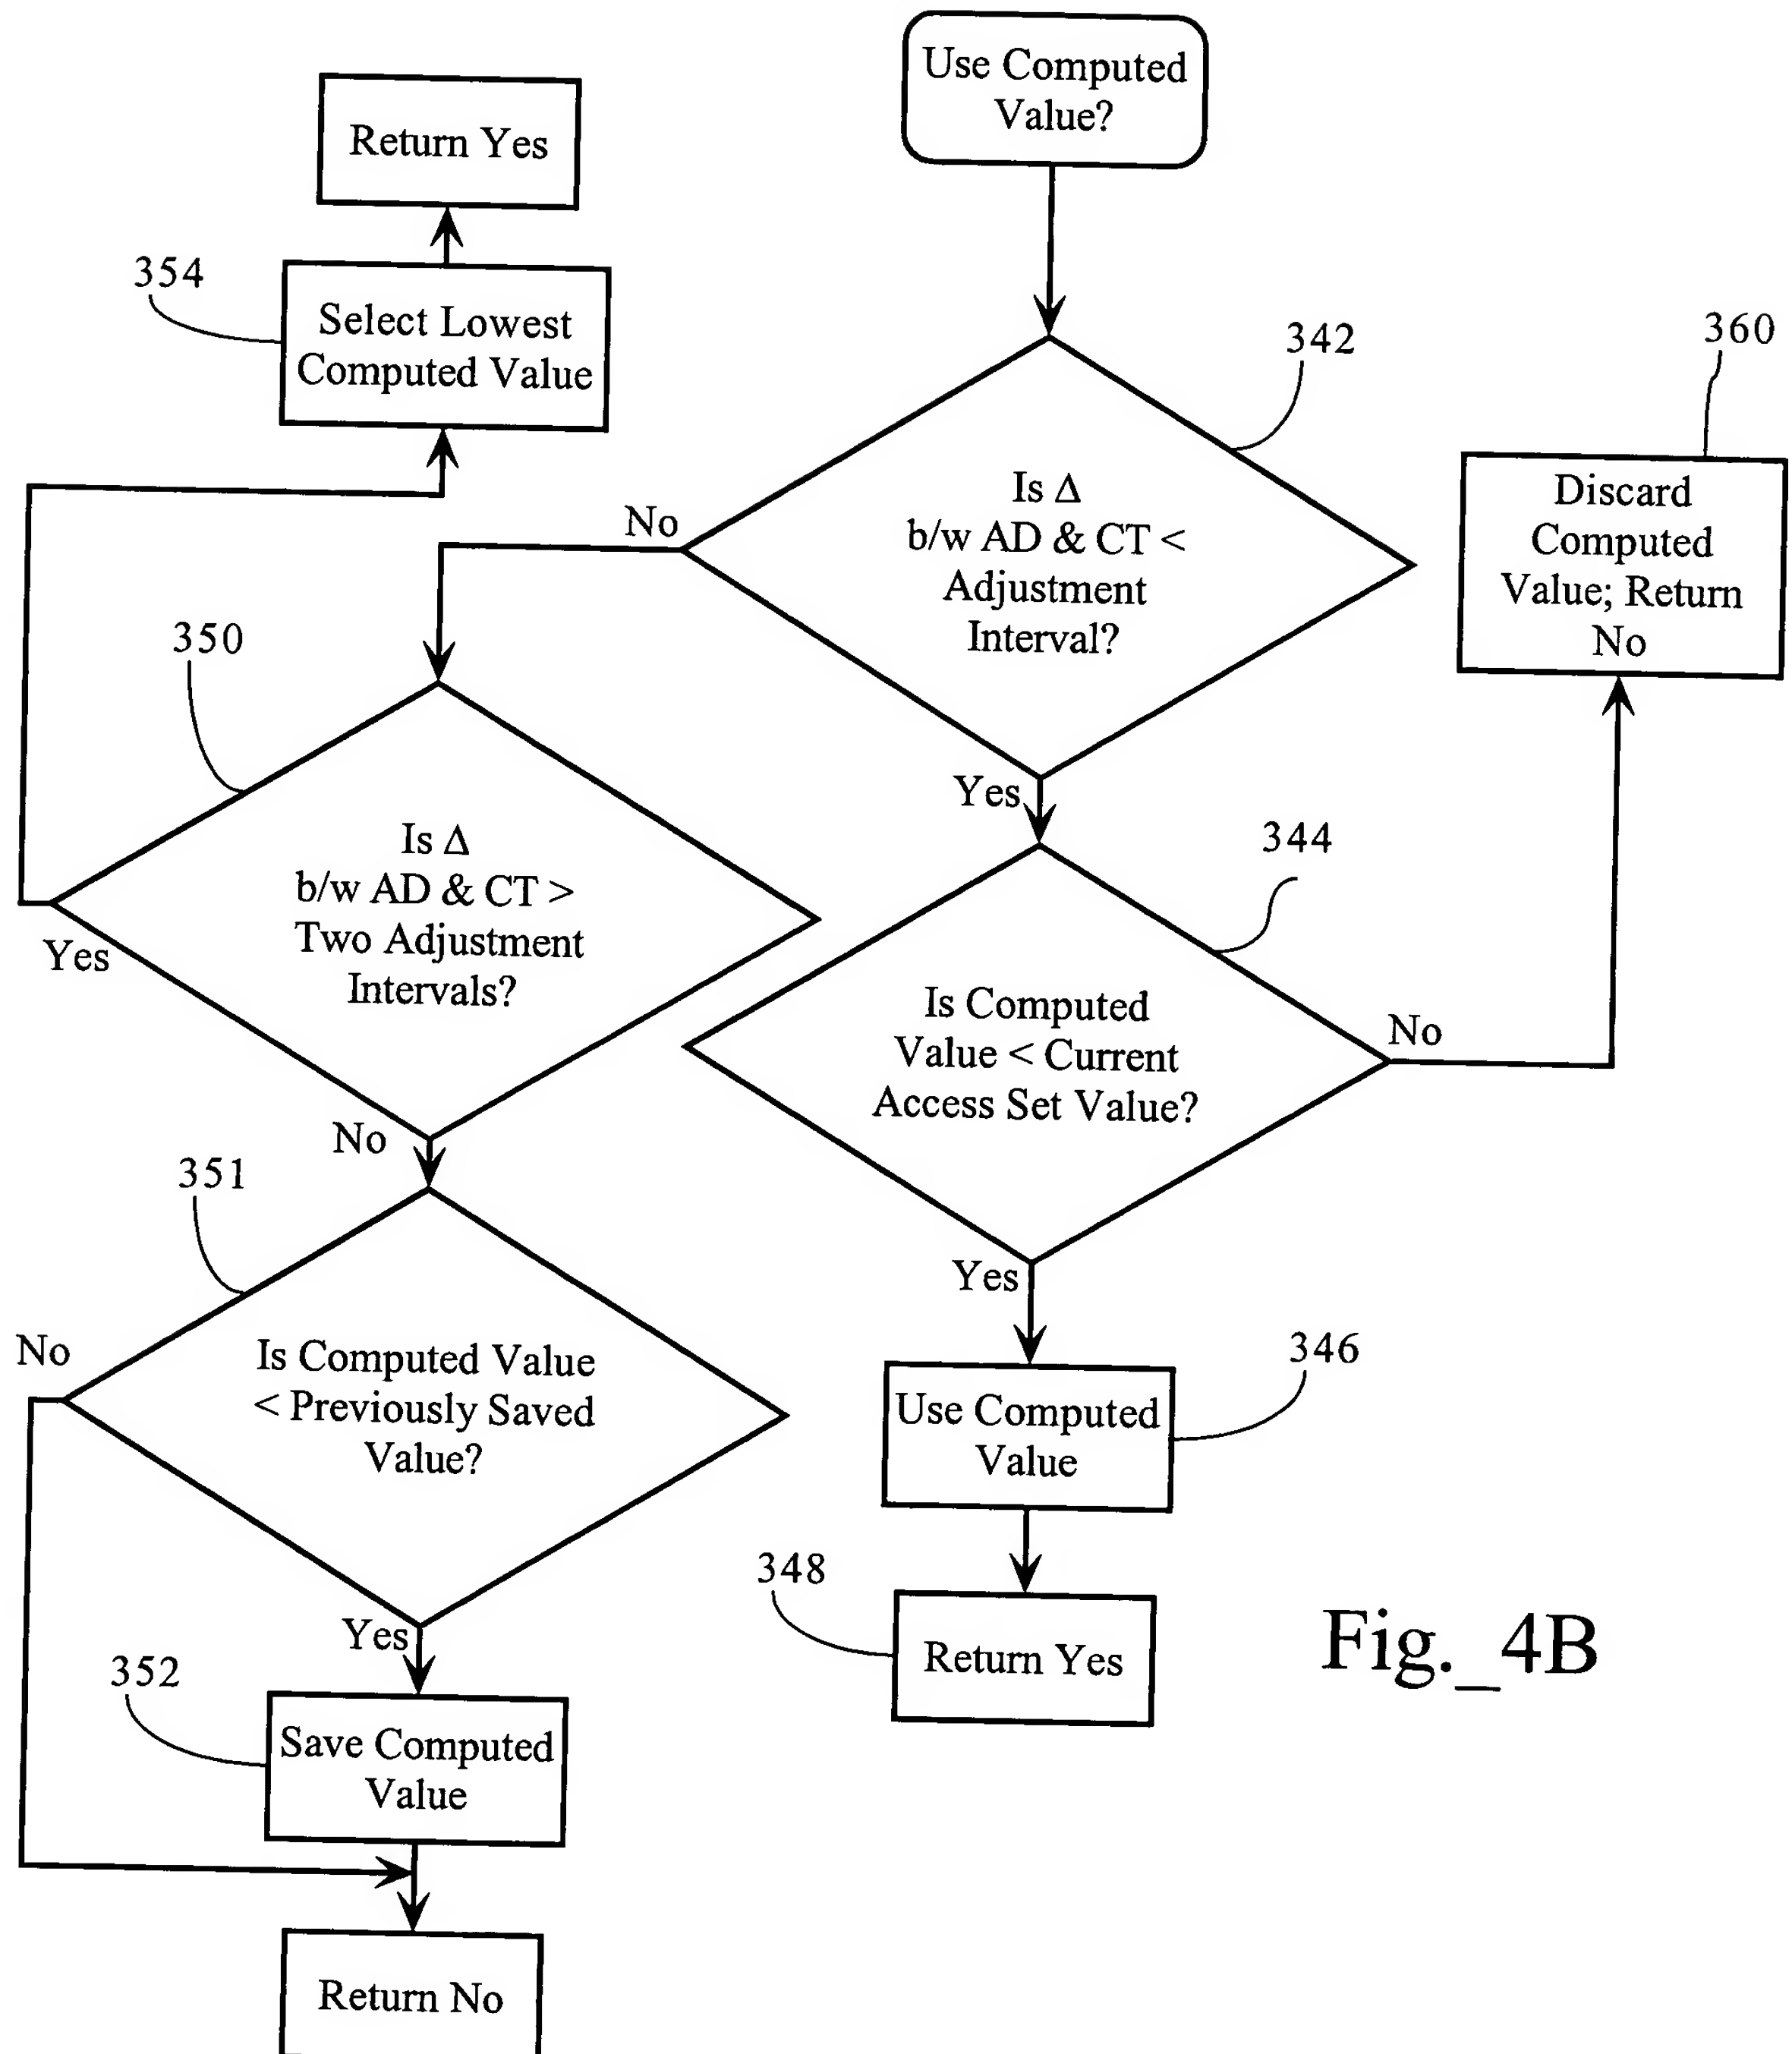 Use Computed
Value?
Return Yes
354
Select Lowest
Computed Value
342
360
Is Δ
b/w AD & CT <
Adjustment
Interval?
No
Yes
Discard
Computed
Value; Return
No
350
Is Δ
b/w AD & CT >
Two Adjustment
Intervals?
Yes
No
344
Is Computed
Value < Current
Access Set Value?
No
Yes
351
Is Computed Value
< Previously Saved
Value?
No
Yes
346
Use Computed
Value
348
Return Yes
352
Save Computed
Value
Return No
Fig._4B